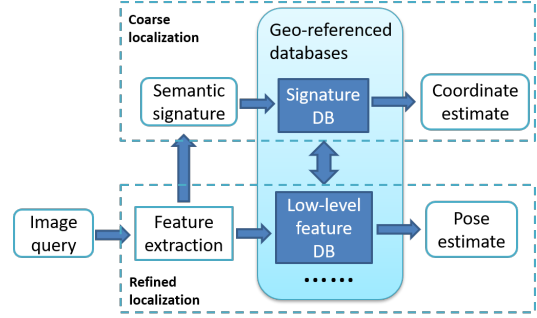 Coarse
localization
Geo-referenced
databases
Semantic
signature
Signature
DB
Coordinate
estimate
Image
query
Feature
extraction
Low-level
feature
DB
Pose
estimate
......
Refined
localization